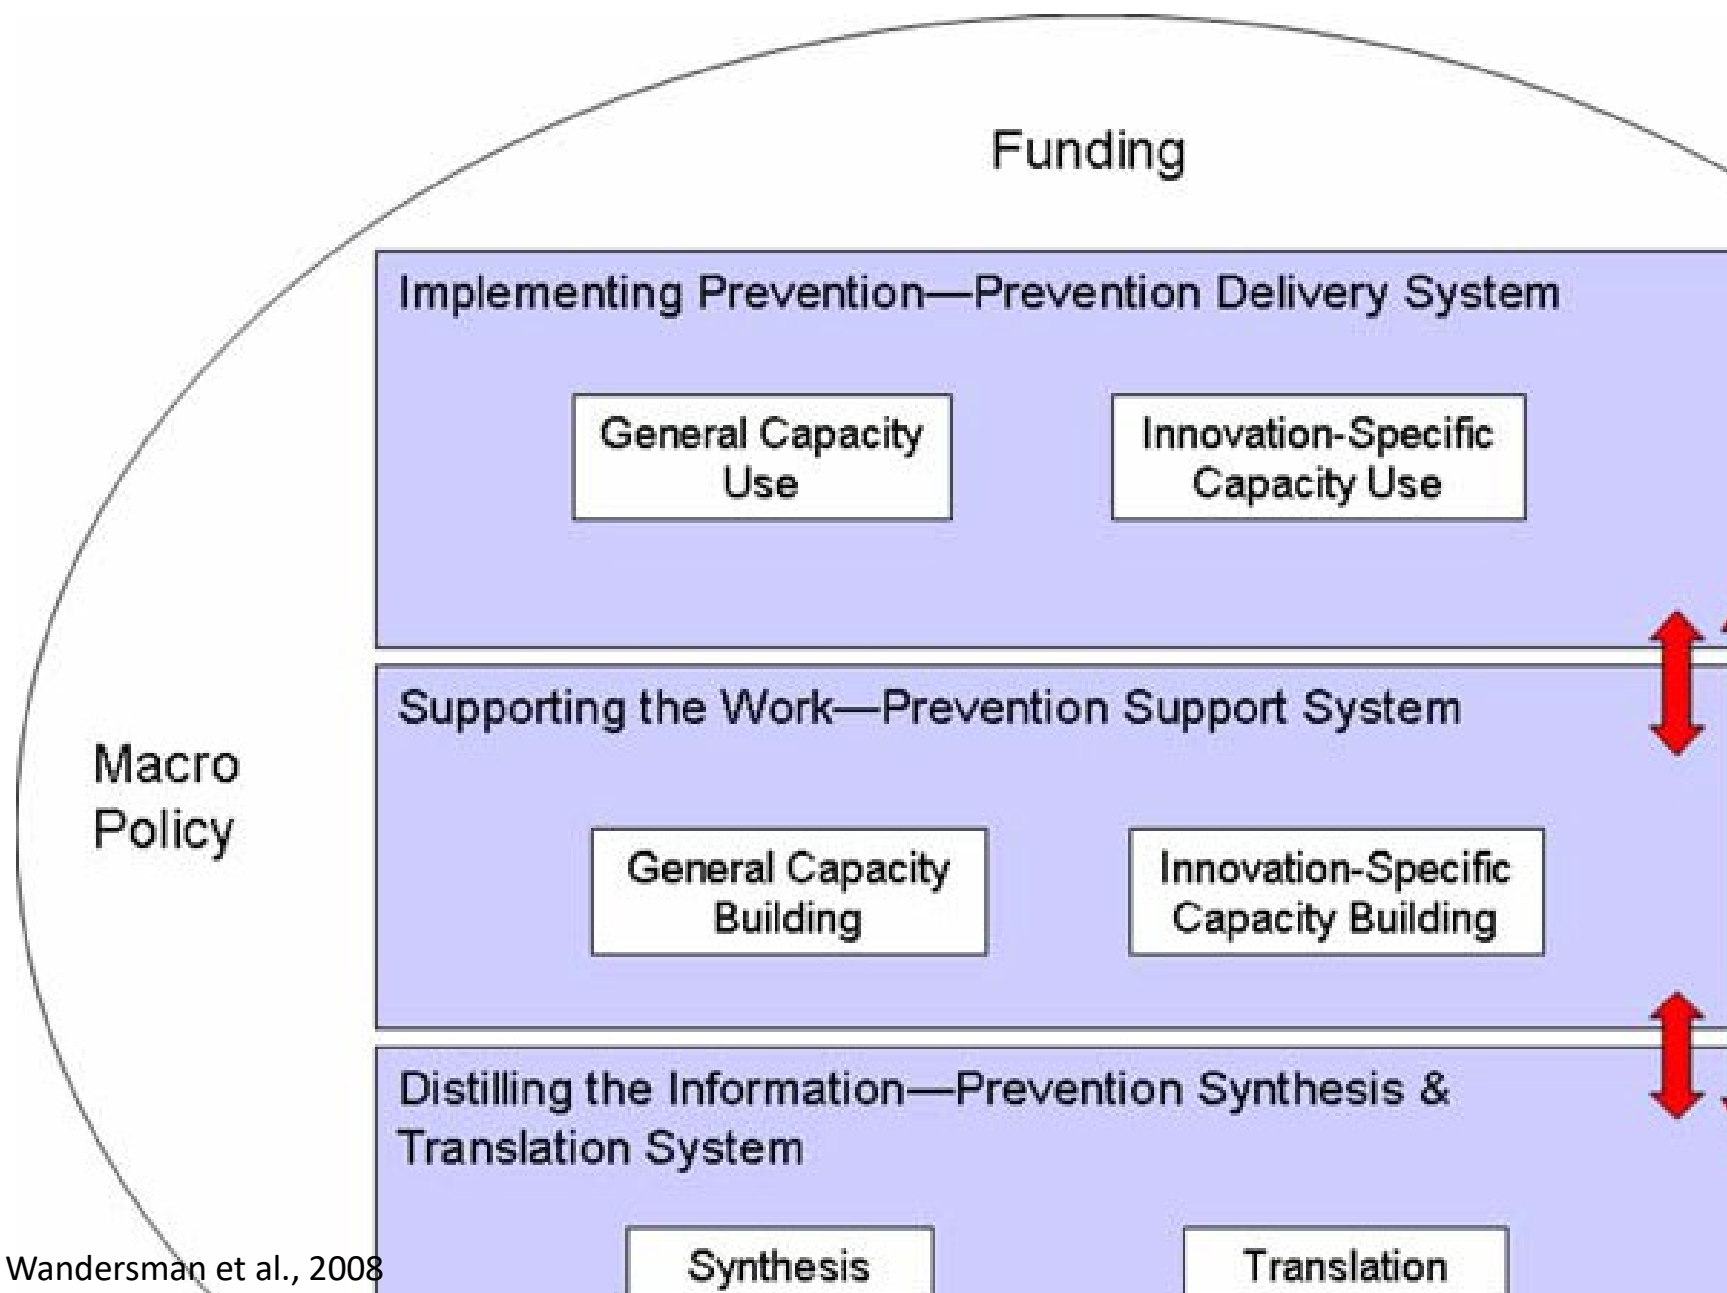 Funding
Implementing Prevention—Prevention Delivery System
General Capacity
Use
Innovation-Specific
Capacity Use
Supporting the Work—Prevention Support System
Macro
Policy
General Capacity
Building
Innovation-Specific
Capacity Building
Distilling the Information—Prevention Synthesis &
Translation System
Synthesis
Translation
Wandersman et al., 2008